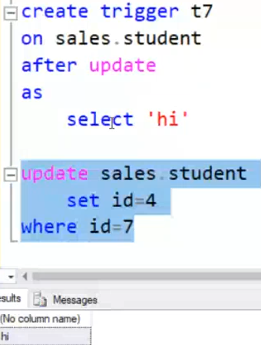 create trigger t7
on sales.student
after update
as
select 'hi'
update sales.student
set id=4
where id=7
Messages
(No column name)
hi